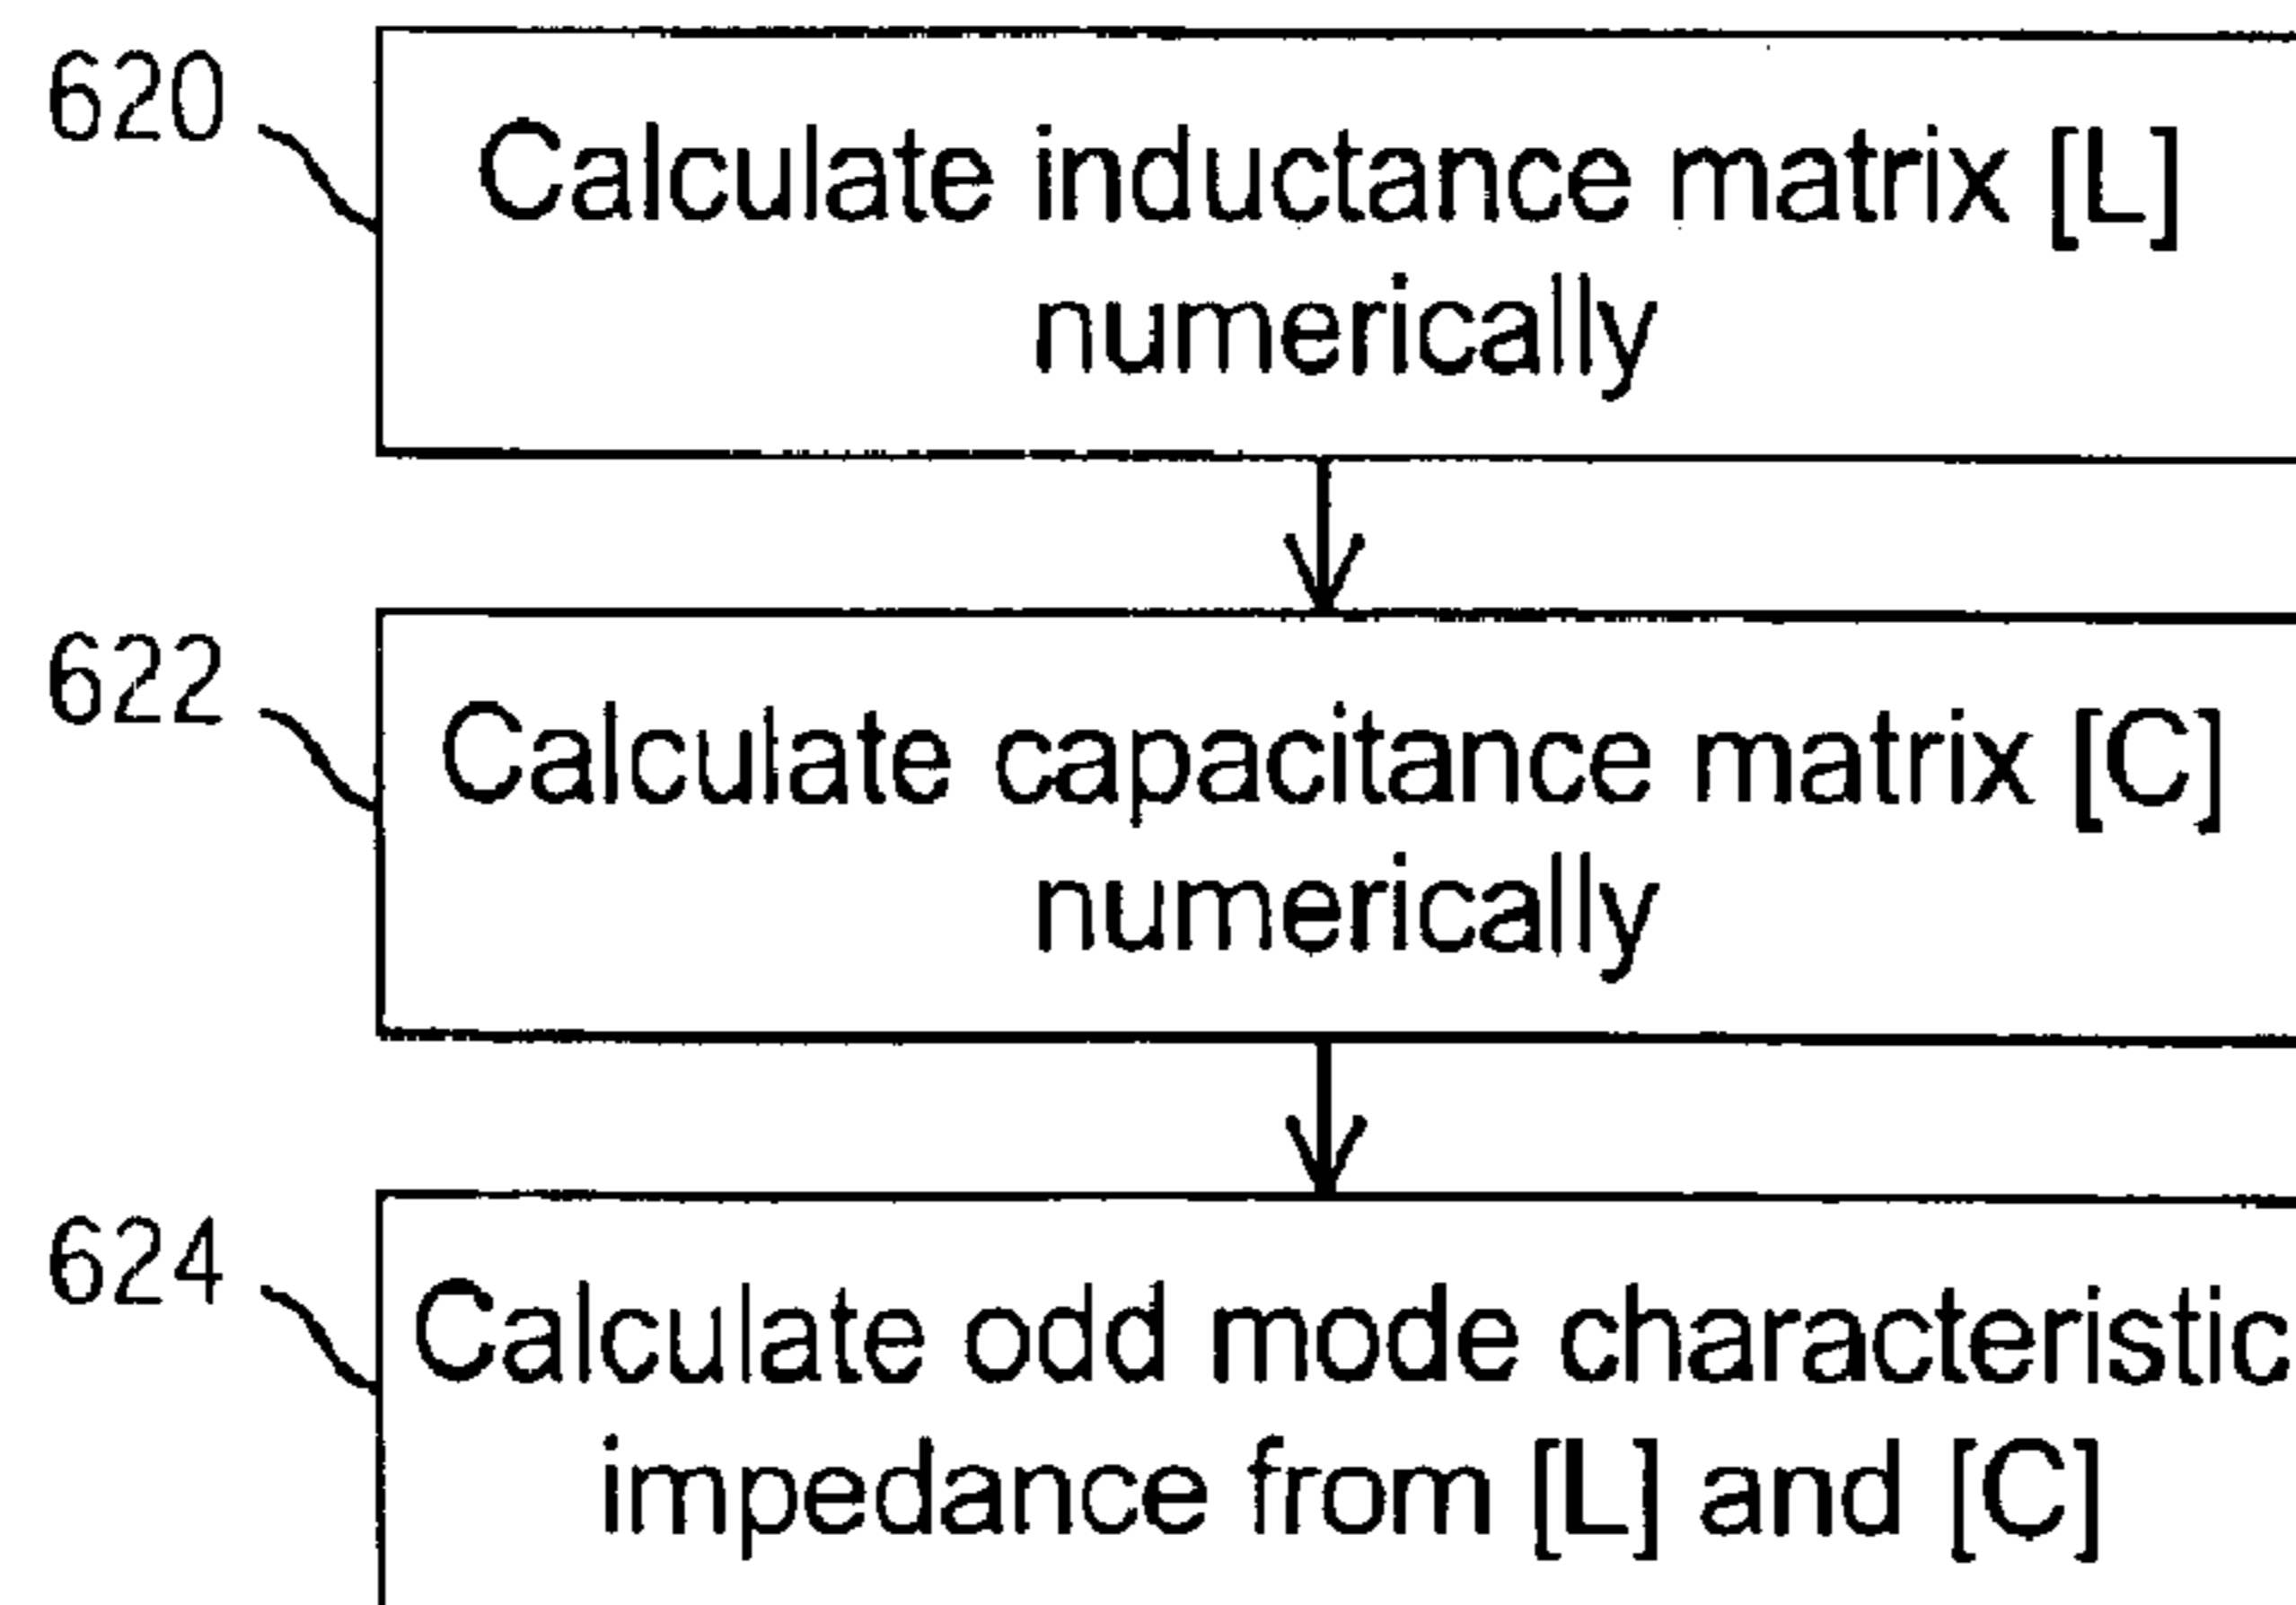 620
Calculate inductance matrix [L]
numerically
622
Calculate capacitance matrix [C]
numerically
624
Calculate odd mode characteristic
impedance from [L] and [C]